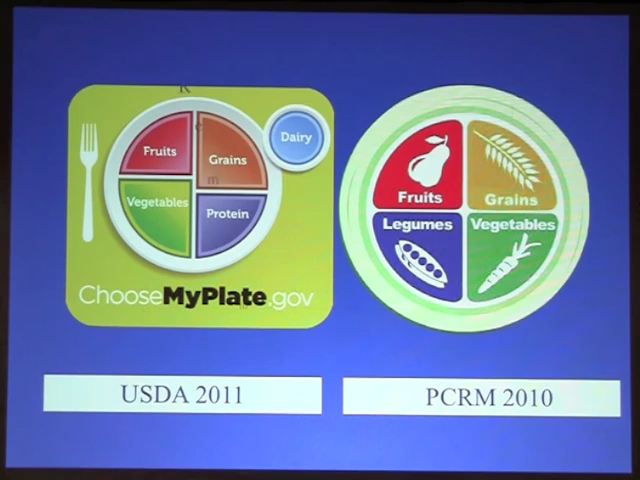 K
e
m
Fruits
Grains
Dairy
Vegetables
Protein
ChooseMyPlate.gov
Fruits
Grains
Legumes
Vegetables
USDA 2011
PCRM 2010